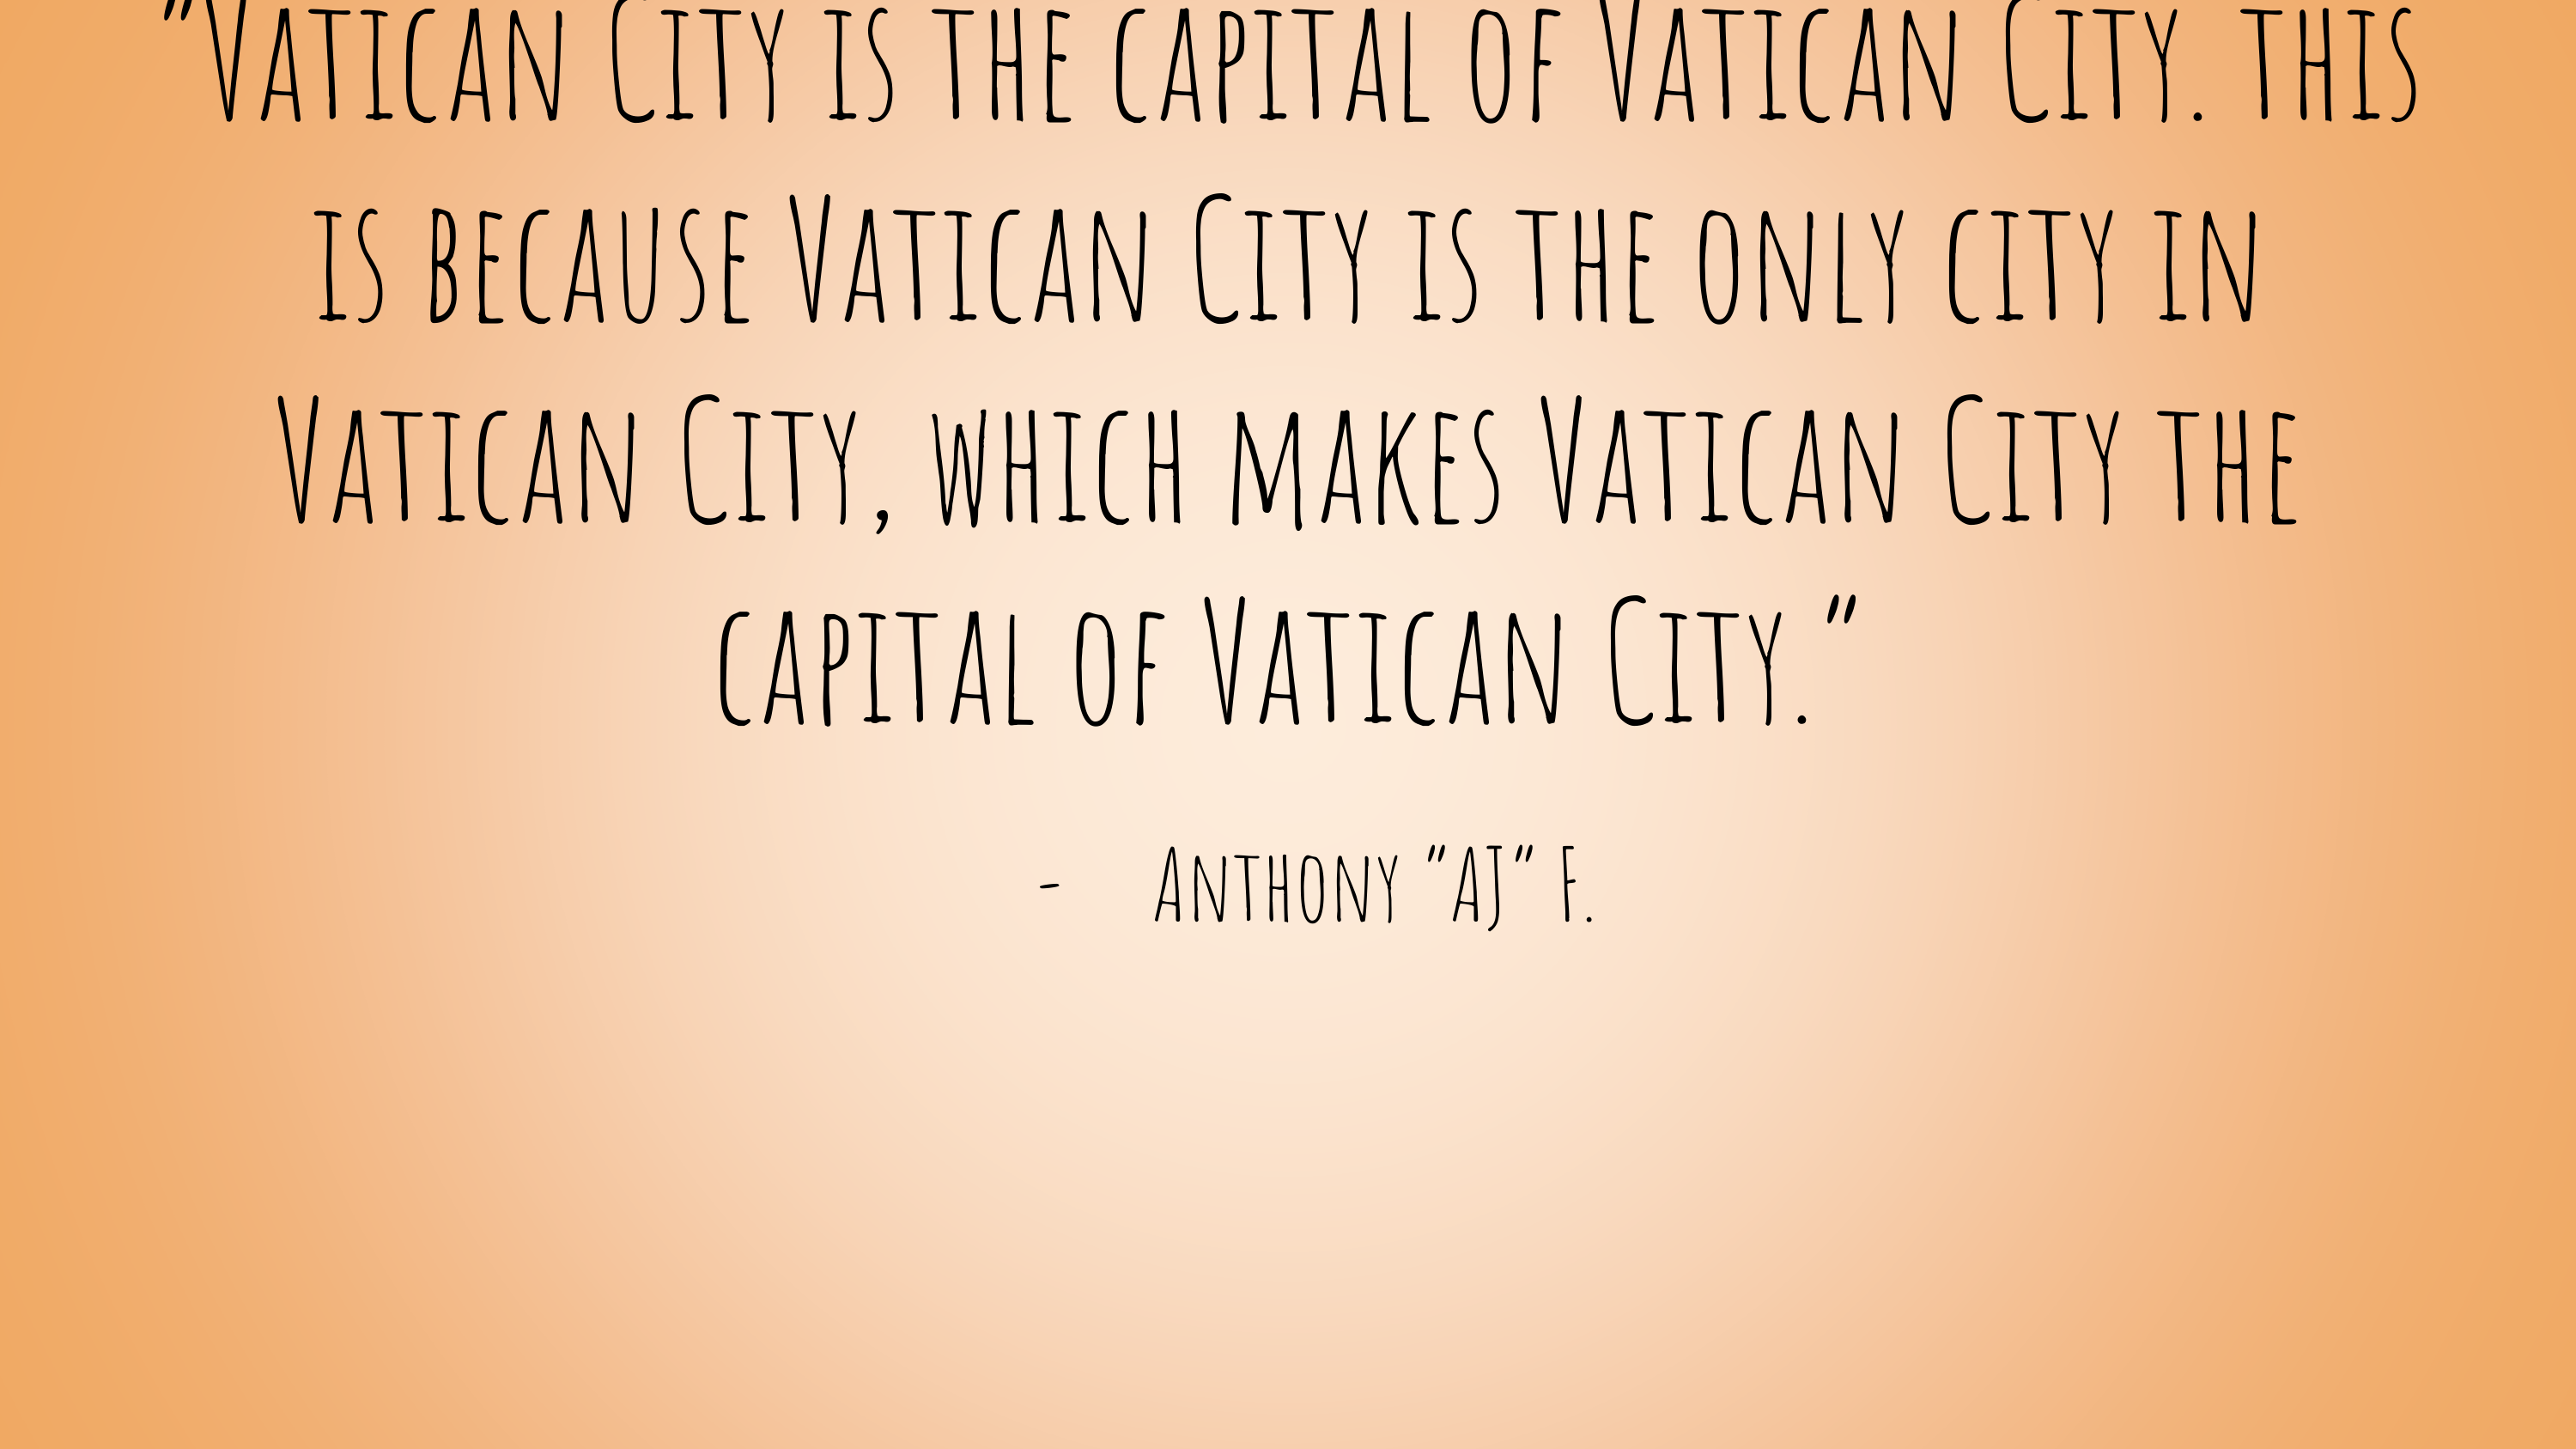 "Vatican City is the capital of Vatican City. this
is because Vatican City is the only city in
Vatican City, which makes Vatican City the
capital of Vatican City."
- Anthony "AJ" F.